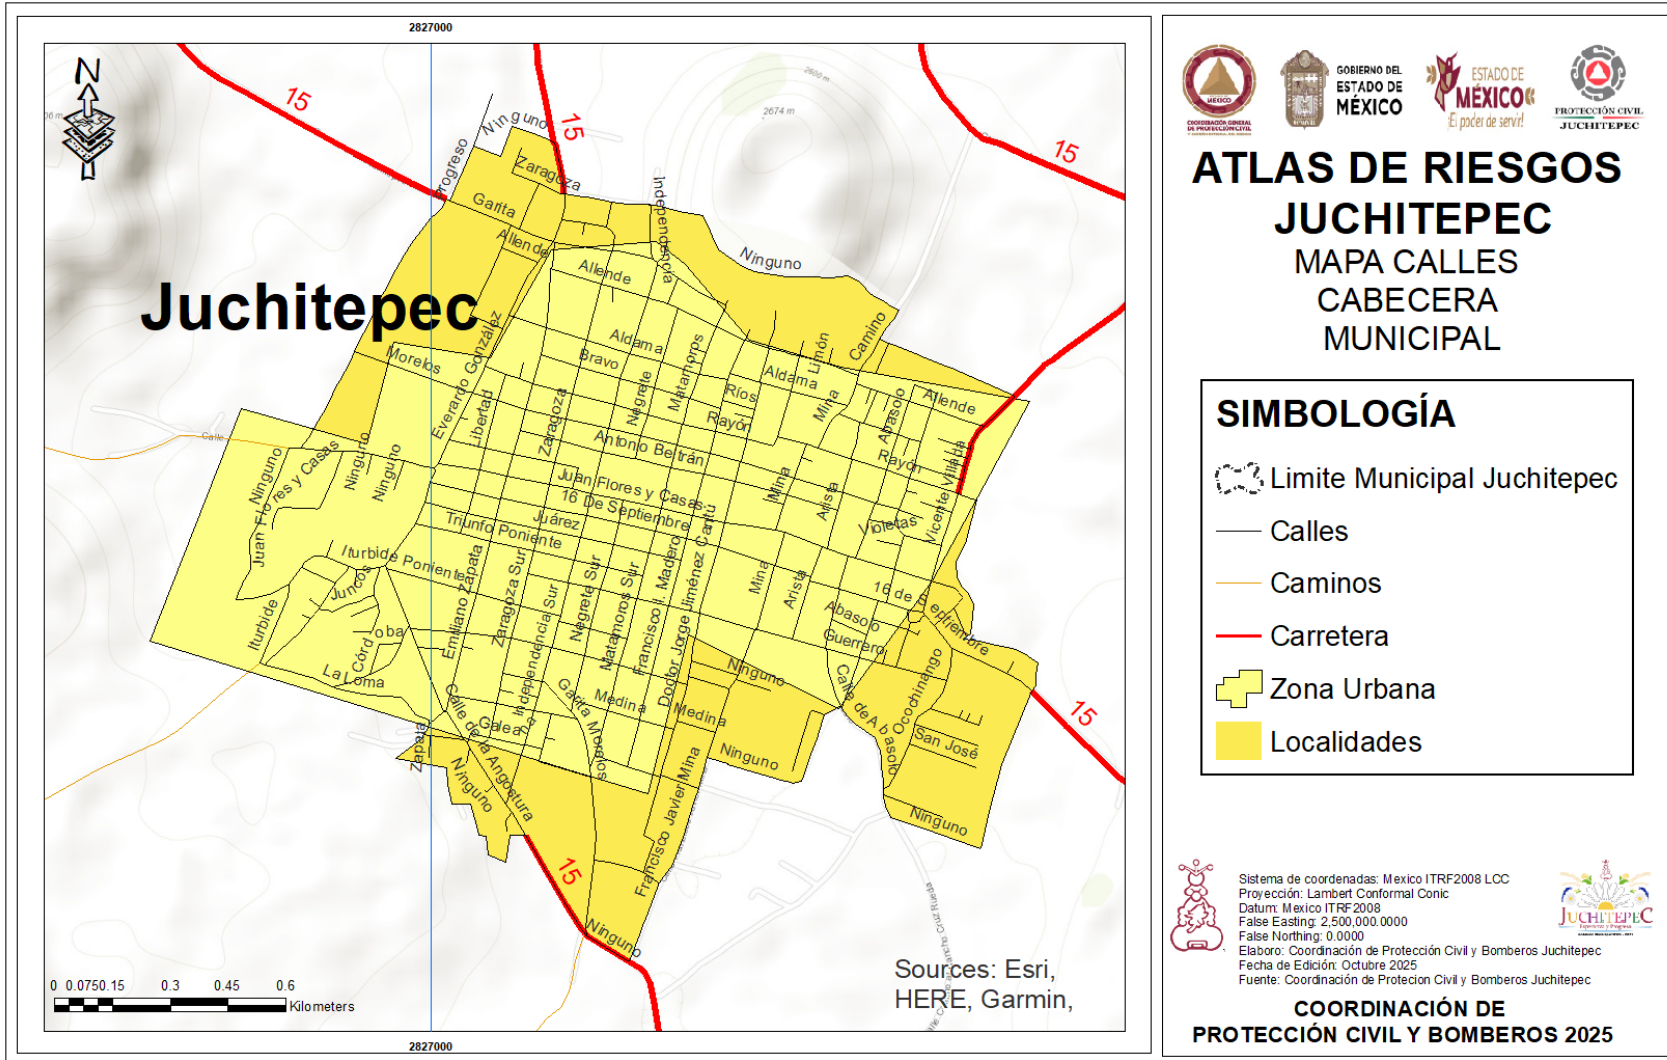 2827000
N
15
15
15
15
15
15
2600 m
2674 m
Juchitepec
Progreso
Ninguno
Zaragoza
Garita
Allende
Independencia
Ninguno
Allende
Everardo González
Morelos
Aldama
Bravo
Negrete
Matamoros
Ríos
Rayón
Aldama
Limón
Camino
Mina
Abasolo
Allende
Libertad
Zaragoza
Antonio Beltrán
Rayón
Vicente Villada
Calle
Ninguno
Juan Flores y Casas
Ninguno
Ninguno
Juan Flores y Casas
16 De Septiembre
Mina
Arista
Violetas
Juárez
Triunfo Poniente
Iturbide Poniente
Juncos
Iturbide
Córdoba
La Loma
Emiliano Zapata
Zaragoza Sur
Independencia Sur
Negrete Sur
Matamoros Sur
Francisco I. Madero
Doctor Jorge Jiménez Cantú
Mina
Arista
16 de Septiembre
Abasolo
Guerrero
Ninguno
Calle de Abasolo
Ocochinango
San José
Ninguno
Medina
Medina
Ninguno
Garita Morelos
Galeana
Calle de la Angostura
Zapata
Ninguno
Francisco Javier Mina
Ninguno
0 0.075 0.15 0.3 0.45 0.6
Kilometers
Sources: Esri,
HERE, Garmin,
2827000
MÉXICO
COORDINACIÓN GENERAL
DE PROTECCIÓN CIVIL
GOBIERNO DEL
ESTADO DE
MÉXICO
ESTADO DE
MÉXICO
¡El poder de servir!
PROTECCIÓN CIVIL
JUCHITEPEC
ATLAS DE RIESGOS
JUCHITEPEC
MAPA CALLES
CABECERA
MUNICIPAL
SIMBOLOGÍA
Limite Municipal Juchitepec
Calles
Caminos
Carretera
Zona Urbana
Localidades
Sistema de coordenadas: Mexico ITRF2008 LCC
Proyección: Lambert Conformal Conic
Datum: Mexico ITRF2008
False Easting: 2,500,000.0000
False Northing: 0.0000
Elaboro: Coordinación de Protección Civil y Bomberos Juchitepec
Fecha de Edición: Octubre 2025
Fuente: Coordinación de Protecion Civil y Bomberos Juchitepec
JUCHITEPEC
Esperanza y Progreso
COORDINACIÓN DE
PROTECCIÓN CIVIL Y BOMBEROS 2025